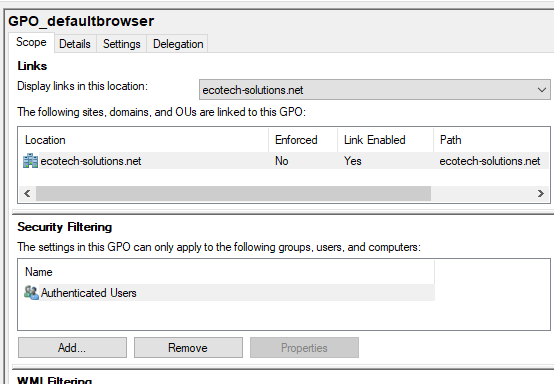 GPO_defaultbrowser
Scope Details Settings Delegation
Links
Display links in this location: ecotech-solutions.net
The following sites, domains, and OUs are linked to this GPO:
Location Enforced Link Enabled Path
ecotech-solutions.net No Yes ecotech-solutions.net
Security Filtering
The settings in this GPO can only apply to the following groups, users, and computers:
Name
Authenticated Users
Add... Remove Properties
WMI Filtering